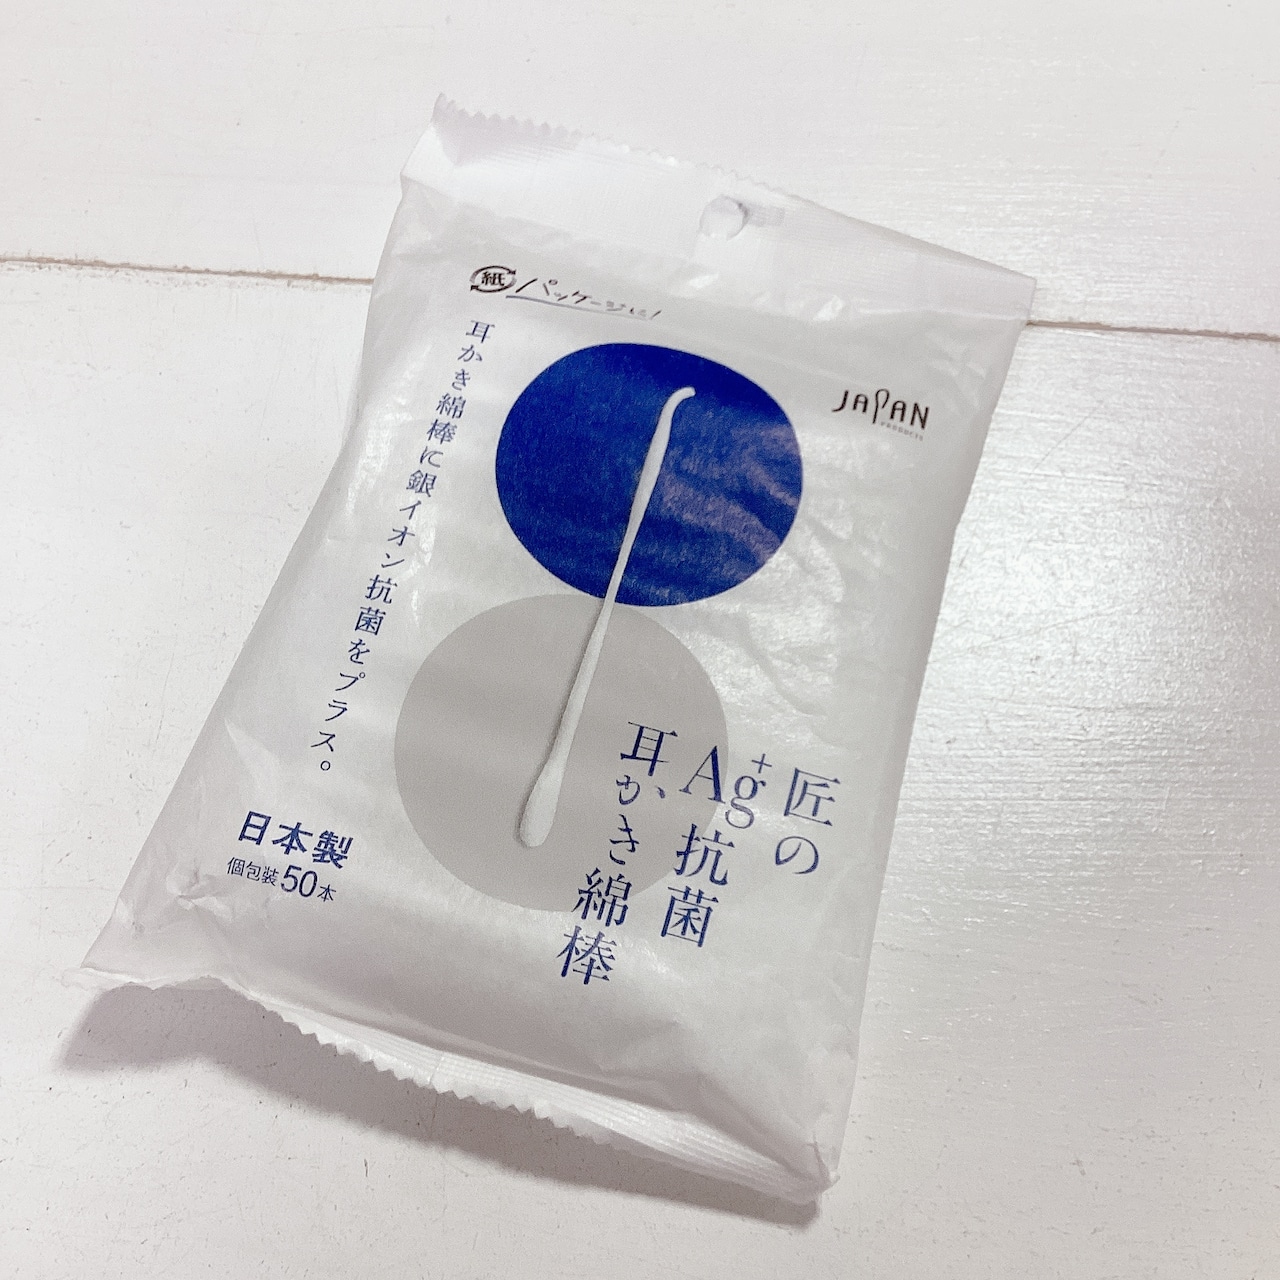 紙パッケージに!
JAPAN
PRODUCTS
匠の
Ag⁺抗菌
耳かき綿棒
耳かき綿棒に銀イオン抗菌をプラス。
日本製
個包装50本